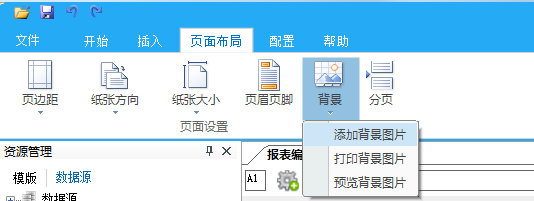 文件 开始 插入 页面布局 配置 帮助
页边距 纸张方向 纸张大小 页眉页脚 背景 分页
页面设置
添加背景图片
打印背景图片
预览背景图片
资源管理
模版 数据源
数据源
报表编
A1